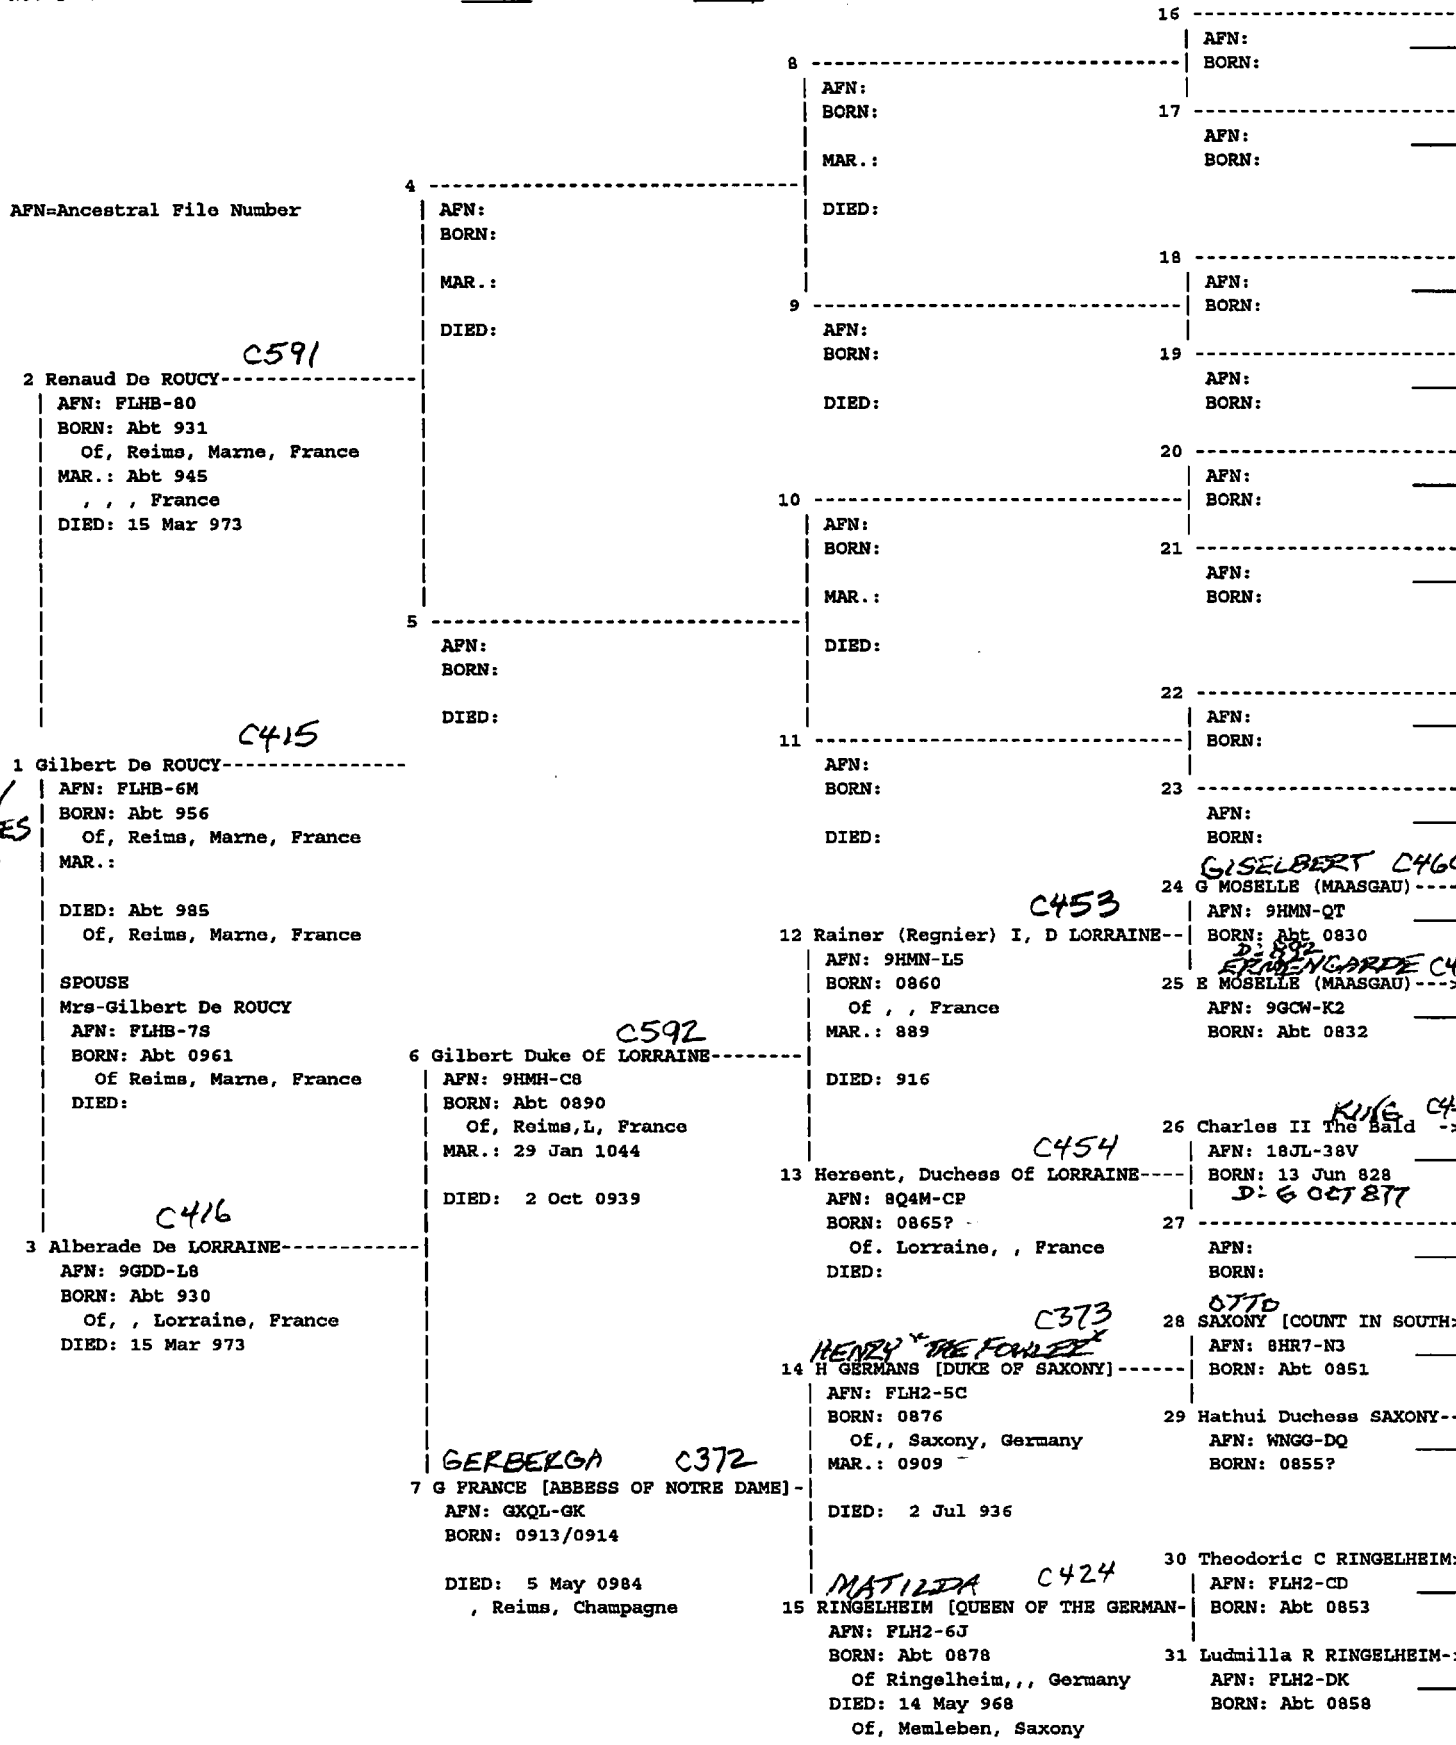 AFN=Ancestral File Number
C415
1 Gilbert De ROUCY----------------
AFN: FLHB-6M
BORN: Abt 956
Of, Reims, Marne, France
MAR.:
DIED: Abt 985
Of, Reims, Marne, France
SPOUSE
Mrs-Gilbert De ROUCY
AFN: FLHB-7S
BORN: Abt 0961
Of Reims, Marne, France
DIED:
C591
2 Renaud De ROUCY-----------------
AFN: FLHB-80
BORN: Abt 931
Of, Reims, Marne, France
MAR.: Abt 945
, , , France
DIED: 15 Mar 973
C416
3 Alberade De LORRAINE------------
AFN: 9GDD-L8
BORN: Abt 930
Of, , Lorraine, France
DIED: 15 Mar 973
4 -------------------------------
AFN:
BORN:
MAR.:
DIED:
5 -------------------------------
AFN:
BORN:
DIED:
C592
6 Gilbert Duke Of LORRAINE--------
AFN: 9HMH-C8
BORN: Abt 0890
Of, Reims,L, France
MAR.: 29 Jan 1044
DIED: 2 Oct 0939
GERBERGA C372
7 G FRANCE [ABBESS OF NOTRE DAME]-
AFN: GXQL-GK
BORN: 0913/0914
DIED: 5 May 0984
, Reims, Champagne
8 -------------------------------
AFN:
BORN:
MAR.:
DIED:
9 -------------------------------
AFN:
BORN:
DIED:
10 -------------------------------
AFN:
BORN:
MAR.:
DIED:
11 -------------------------------
AFN:
BORN:
DIED:
C453
12 Rainer (Regnier) I, D LORRAINE--
AFN: 9HMN-L5
BORN: 0860
Of , , France
MAR.: 889
DIED: 916
C454
13 Hersent, Duchess Of LORRAINE----
AFN: 8Q4M-CP
BORN: 0865?
Of. Lorraine, , France
DIED:
C373
HENRY "THE FOWLER"
14 H GERMANS [DUKE OF SAXONY]------
AFN: FLH2-5C
BORN: 0876
Of,, Saxony, Germany
MAR.: 0909
DIED: 2 Jul 936
MATILDA C424
15 RINGELHEIM [QUEEN OF THE GERMAN-
AFN: FLH2-6J
BORN: Abt 0878
Of Ringelheim,,, Germany
DIED: 14 May 968
Of, Memleben, Saxony
16 ----------------------
AFN:
BORN:
17 ----------------------
AFN:
BORN:
18 ----------------------
AFN:
BORN:
19 ----------------------
AFN:
BORN:
20 ----------------------
AFN:
BORN:
21 ----------------------
AFN:
BORN:
22 ----------------------
AFN:
BORN:
23 ----------------------
AFN:
BORN:
GISELBERT
24 G MOSELLE (MAASGAU)----
AFN: 9HMN-QT
BORN: Abt 0830
D: 892
ERMENGARDE
25 E MOSELLE (MAASGAU)--->
AFN: 9GCW-K2
BORN: Abt 0832
KING
26 Charles II The Bald ->
AFN: 18JL-38V
BORN: 13 Jun 828
D: 6 OCT 877
27 ----------------------
AFN:
BORN:
OTTO
28 SAXONY [COUNT IN SOUTH>
AFN: 8HR7-N3
BORN: Abt 0851
29 Hathui Duchess SAXONY--
AFN: WNGG-DQ
BORN: 0855?
30 Theodoric C RINGELHEIM>
AFN: FLH2-CD
BORN: Abt 0853
31 Ludmilla R RINGELHEIM->
AFN: FLH2-DK
BORN: Abt 0858